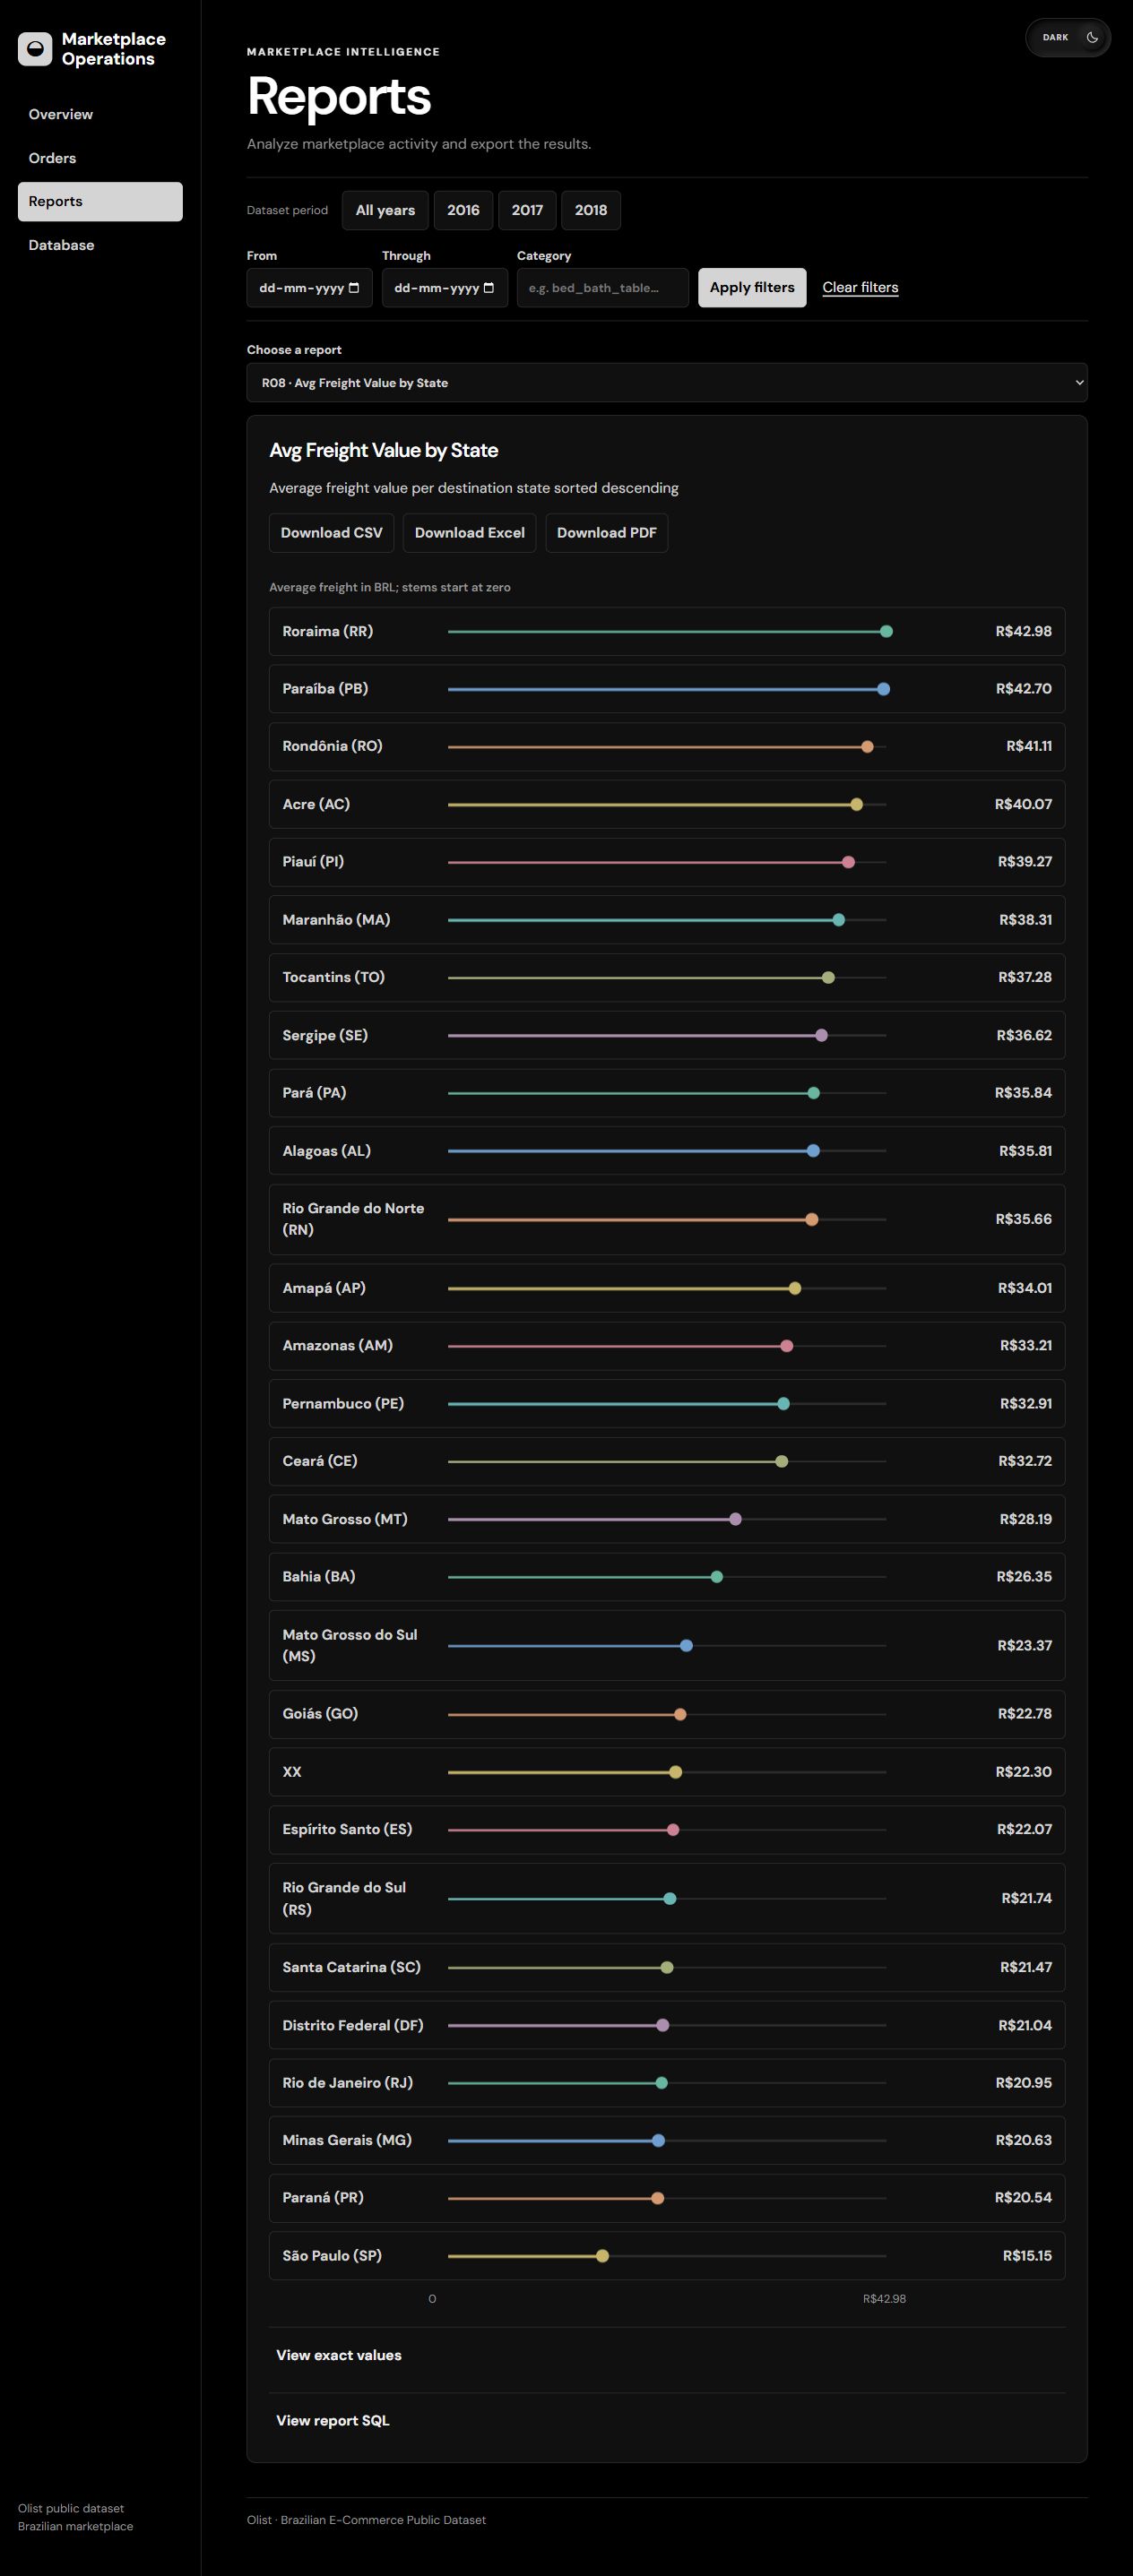 Marketplace
Operations
Overview
Orders
Reports
Database
Olist public dataset
Brazilian marketplace
DARK
MARKETPLACE INTELLIGENCE
Reports
Analyze marketplace activity and export the results.
Dataset period All years 2016 2017 2018
From Through Category
dd-mm-yyyy dd-mm-yyyy e.g. bed_bath_table… Apply filters Clear filters
Choose a report
R08 · Avg Freight Value by State
Avg Freight Value by State
Average freight value per destination state sorted descending
Download CSV Download Excel Download PDF
Average freight in BRL; stems start at zero
Roraima (RR) R$42.98
Paraíba (PB) R$42.70
Rondônia (RO) R$41.11
Acre (AC) R$40.07
Piauí (PI) R$39.27
Maranhão (MA) R$38.31
Tocantins (TO) R$37.28
Sergipe (SE) R$36.62
Pará (PA) R$35.84
Alagoas (AL) R$35.81
Rio Grande do Norte
(RN) R$35.66
Amapá (AP) R$34.01
Amazonas (AM) R$33.21
Pernambuco (PE) R$32.91
Ceará (CE) R$32.72
Mato Grosso (MT) R$28.19
Bahia (BA) R$26.35
Mato Grosso do Sul
(MS) R$23.37
Goiás (GO) R$22.78
XX R$22.30
Espírito Santo (ES) R$22.07
Rio Grande do Sul
(RS) R$21.74
Santa Catarina (SC) R$21.47
Distrito Federal (DF) R$21.04
Rio de Janeiro (RJ) R$20.95
Minas Gerais (MG) R$20.63
Paraná (PR) R$20.54
São Paulo (SP) R$15.15
0 R$42.98
View exact values
View report SQL
Olist · Brazilian E-Commerce Public Dataset